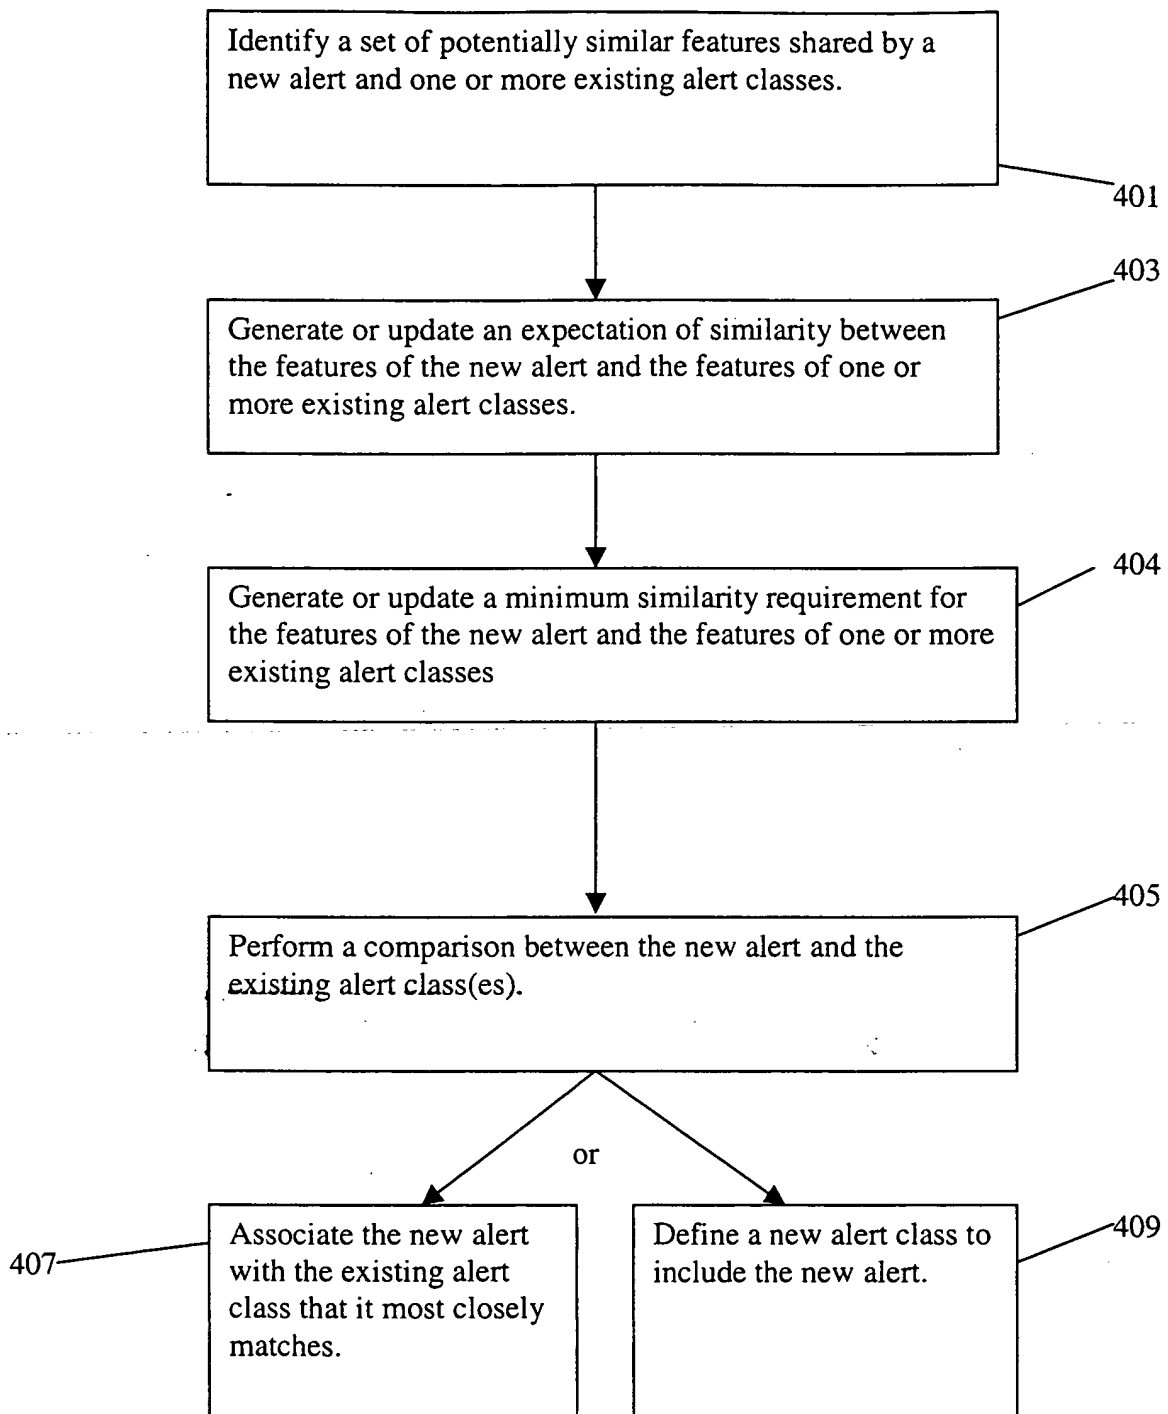 Identify a set of potentially similar features shared by a
new alert and one or more existing alert classes.
401
403
Generate or update an expectation of similarity between
the features of the new alert and the features of one or
more existing alert classes.
404
Generate or update a minimum similarity requirement for
the features of the new alert and the features of one or more
existing alert classes
405
Perform a comparison between the new alert and the
existing alert class(es).
or
407
Associate the new alert
with the existing alert
class that it most closely
matches.
Define a new alert class to
include the new alert.
409